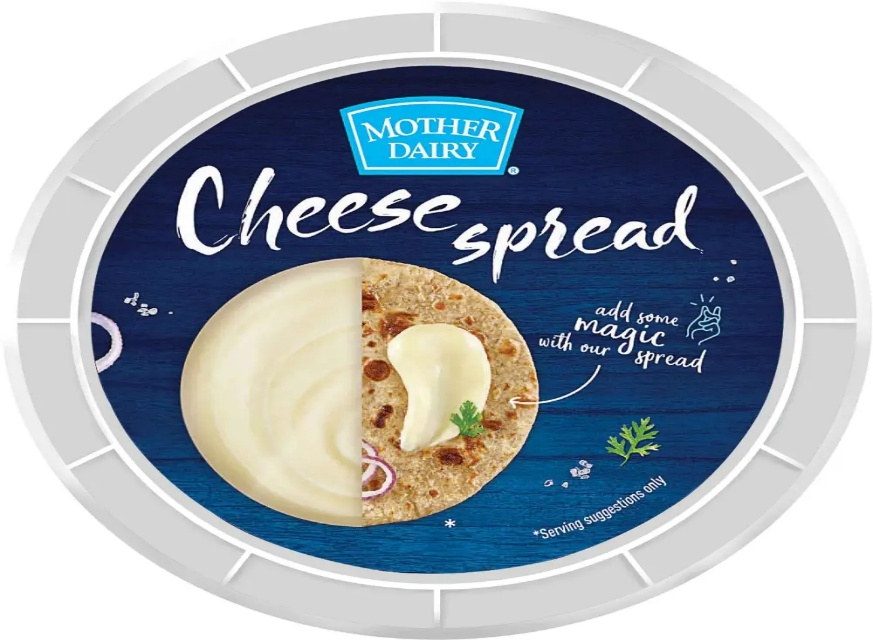 MOTHER
DAIRY
®
Cheese spread
add some
magic
with our spread
*
*Serving suggestions only